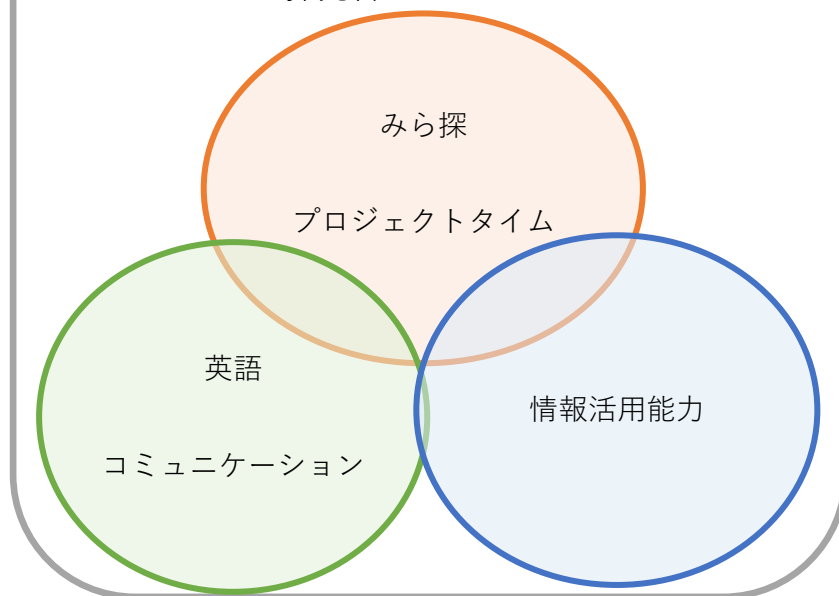 みら探
プロジェクトタイム
英語
コミュニケーション
情報活用能力